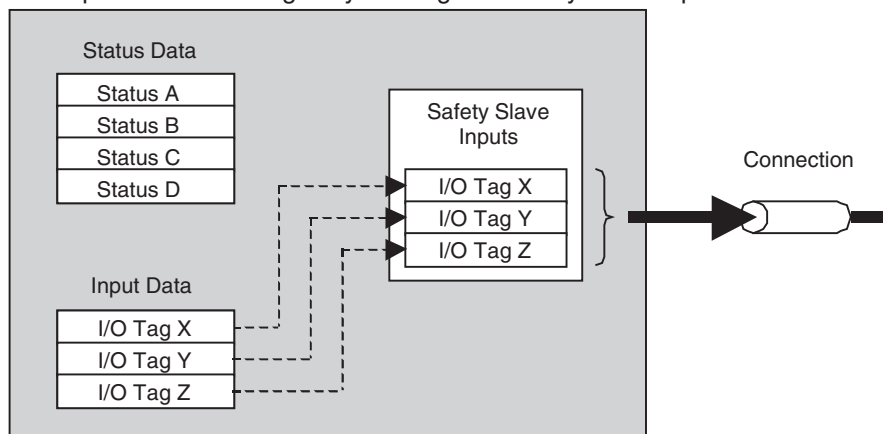 Status Data
Status A
Status B
Status C
Status D
Input Data
I/O Tag X
I/O Tag Y
I/O Tag Z
Safety Slave
Inputs
I/O Tag X
I/O Tag Y
I/O Tag Z
Connection